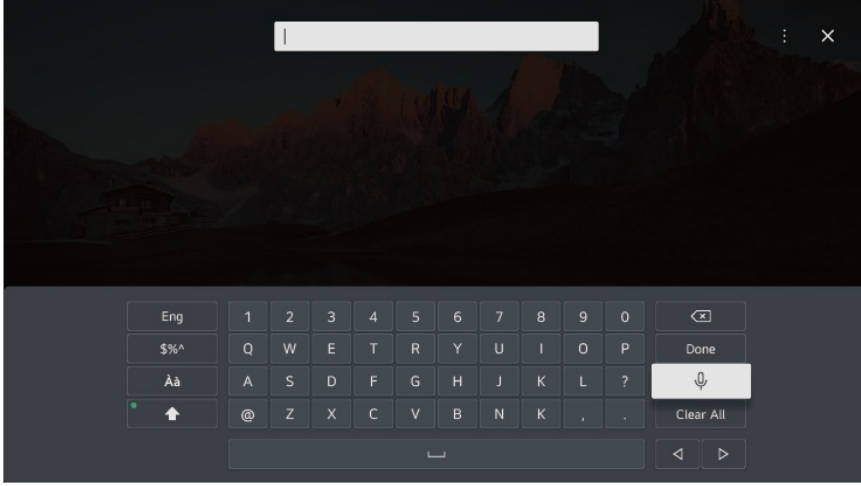 Eng 1 2 3 4 5 6 7 8 9 0
$%^ Q W E T R Y U I O P Done
Àà A S D F G H J K L ?
@ Z X C V B N K , . Clear All